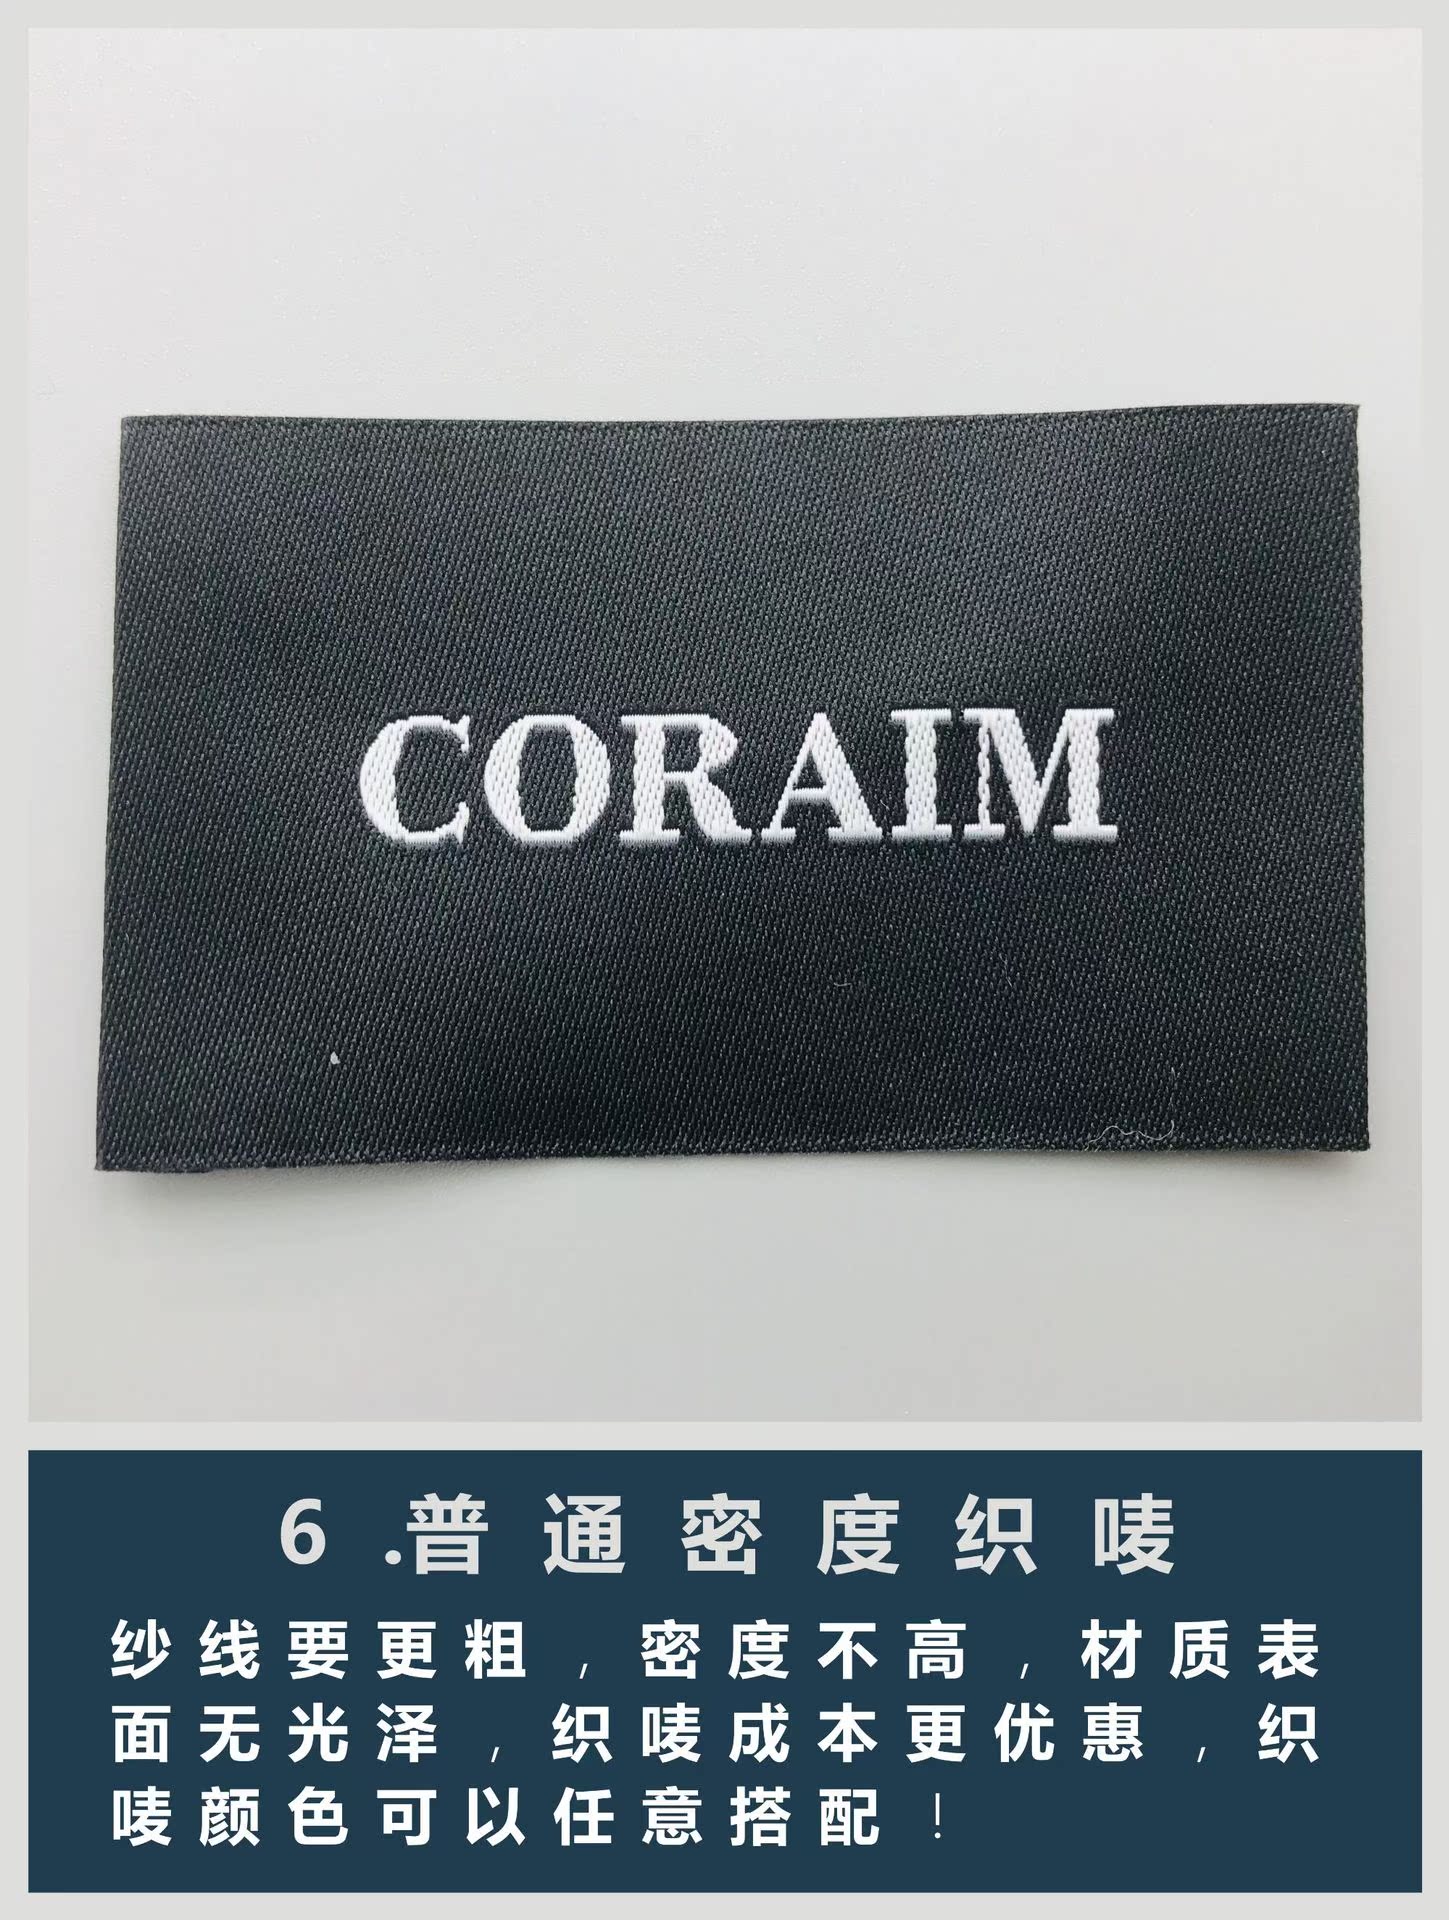 CORAIM
6.普通密度织唛
纱线要更粗，密度不高，材质表
面无光泽，织唛成本更优惠，织
唛颜色可以任意搭配！